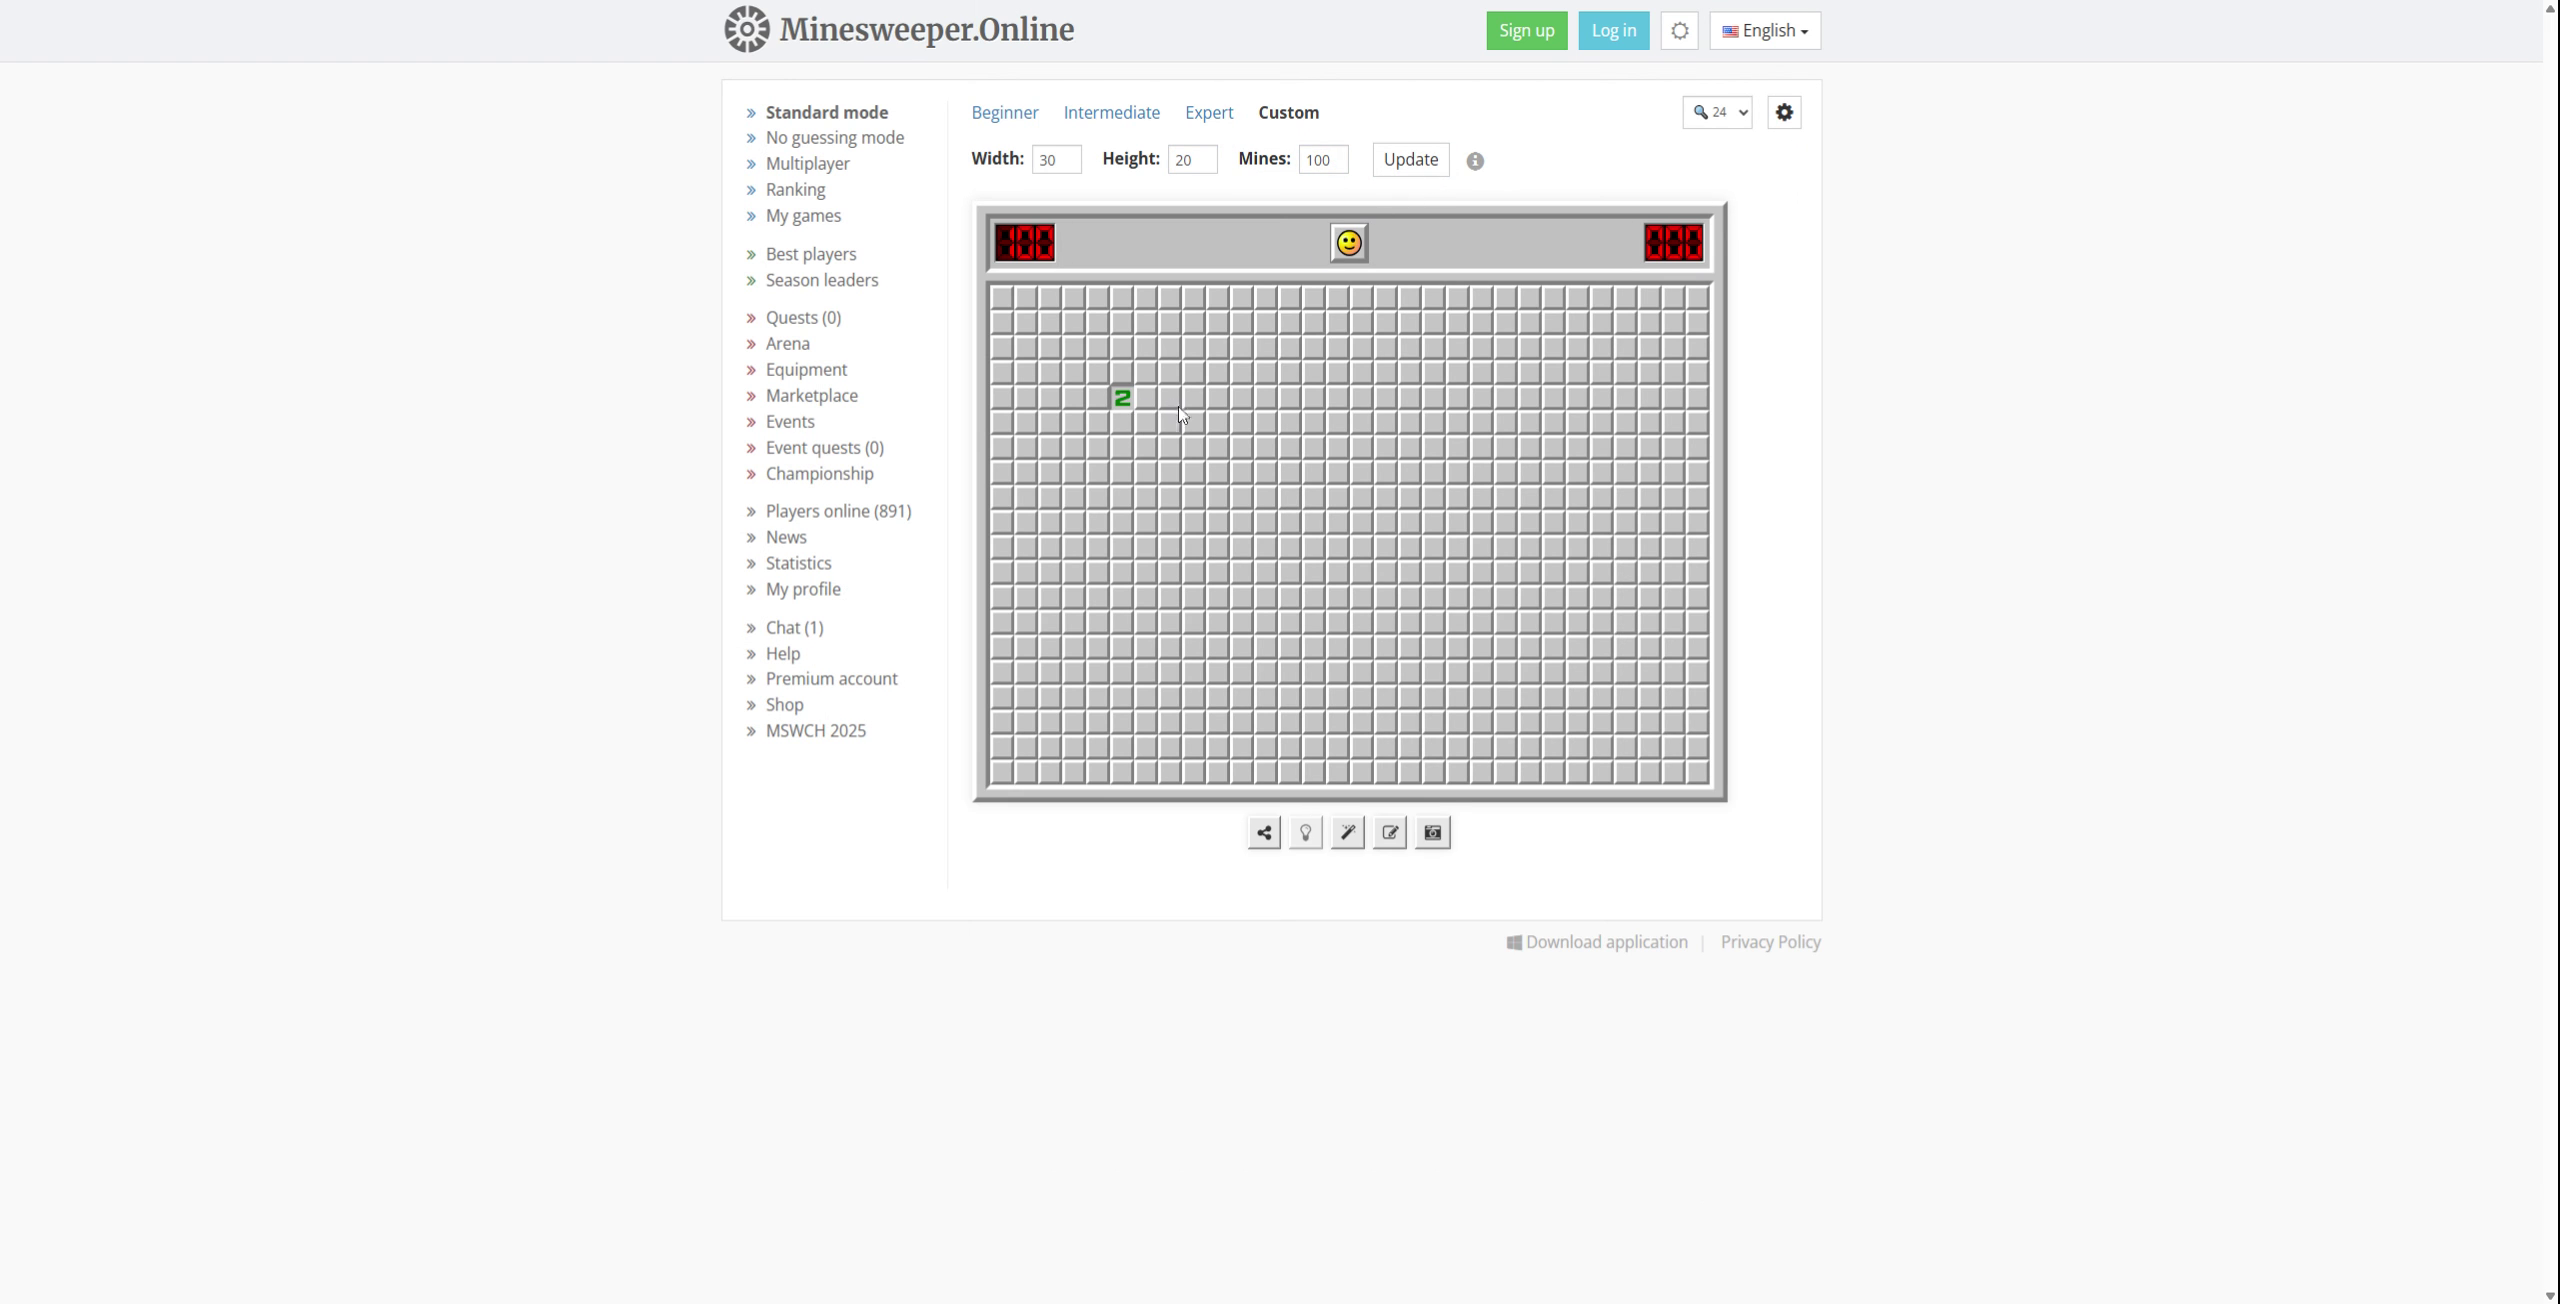 Minesweeper.Online
Sign up
Log in
English
Standard mode
No guessing mode
Multiplayer
Ranking
My games
Best players
Season leaders
Quests (0)
Arena
Equipment
Marketplace
Events
Event quests (0)
Championship
Players online (891)
News
Statistics
My profile
Chat (1)
Help
Premium account
Shop
MSWCH 2025
Beginner Intermediate Expert Custom
24
Width: 30 Height: 20 Mines: 100 Update
100
000
2
Download application | Privacy Policy